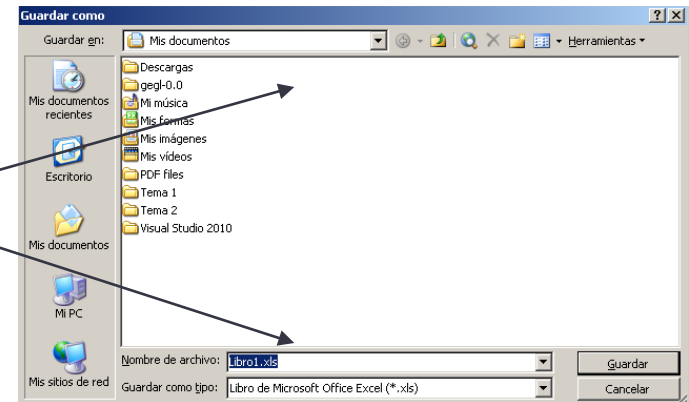 Guardar como
Guardar en: Mis documentos Herramientas
Mis documentos recientes
Escritorio
Mis documentos
Mi PC
Mis sitios de red
Descargas
gegl-0.0
Mi música
Mis formas
Mis imágenes
Mis vídeos
PDF files
Tema 1
Tema 2
Visual Studio 2010
Nombre de archivo: Libro1.xls Guardar
Guardar como tipo: Libro de Microsoft Office Excel (*.xls) Cancelar